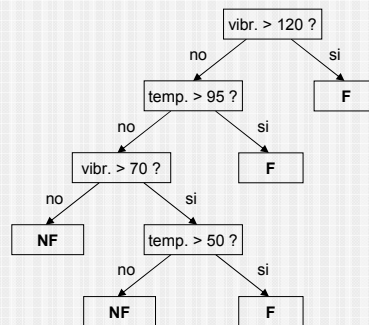 vibr. > 120 ?
no
si
temp. > 95 ?
F
no
si
vibr. > 70 ?
F
no
si
NF
temp. > 50 ?
no
si
NF
F